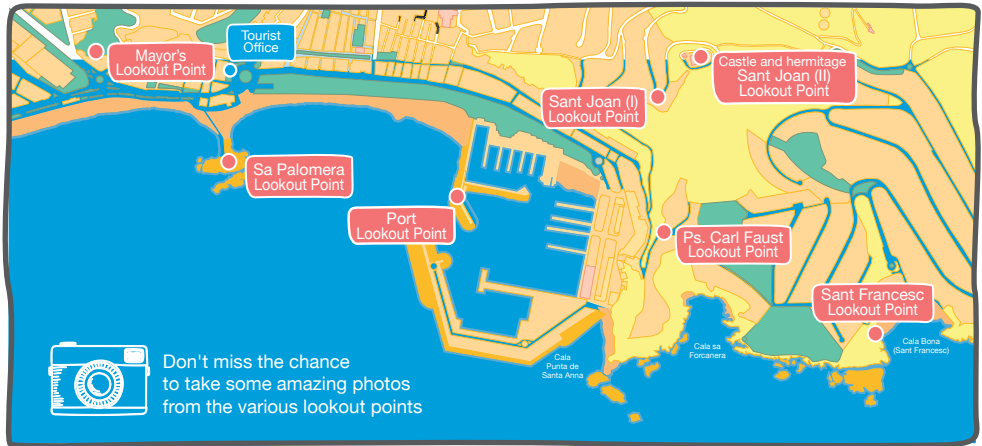 Mayor's
Lookout Point
Tourist
Office
Castle and hermitage
Sant Joan (II)
Lookout Point
Sant Joan (I)
Lookout Point
Sa Palomera
Lookout Point
Port
Lookout Point
Ps. Carl Faust
Lookout Point
Sant Francesc
Lookout Point
Cala
Punta de
Santa Anna
Cala sa
Forcanera
Cala Bona
(Sant Francesc)
Don't miss the chance
to take some amazing photos
from the various lookout points